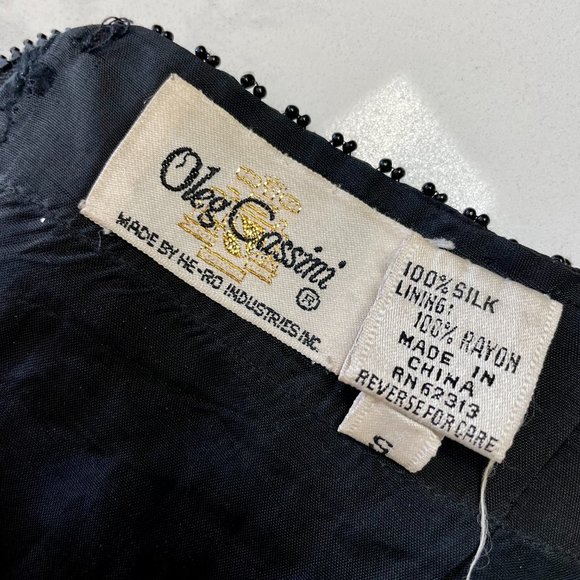 Oleg Cassini ®
MADE BY HE-RO INDUSTRIES INC.
100% SILK
LINING:
100% RAYON
MADE IN
CHINA
RN 62313
REVERSE FOR CARE
S